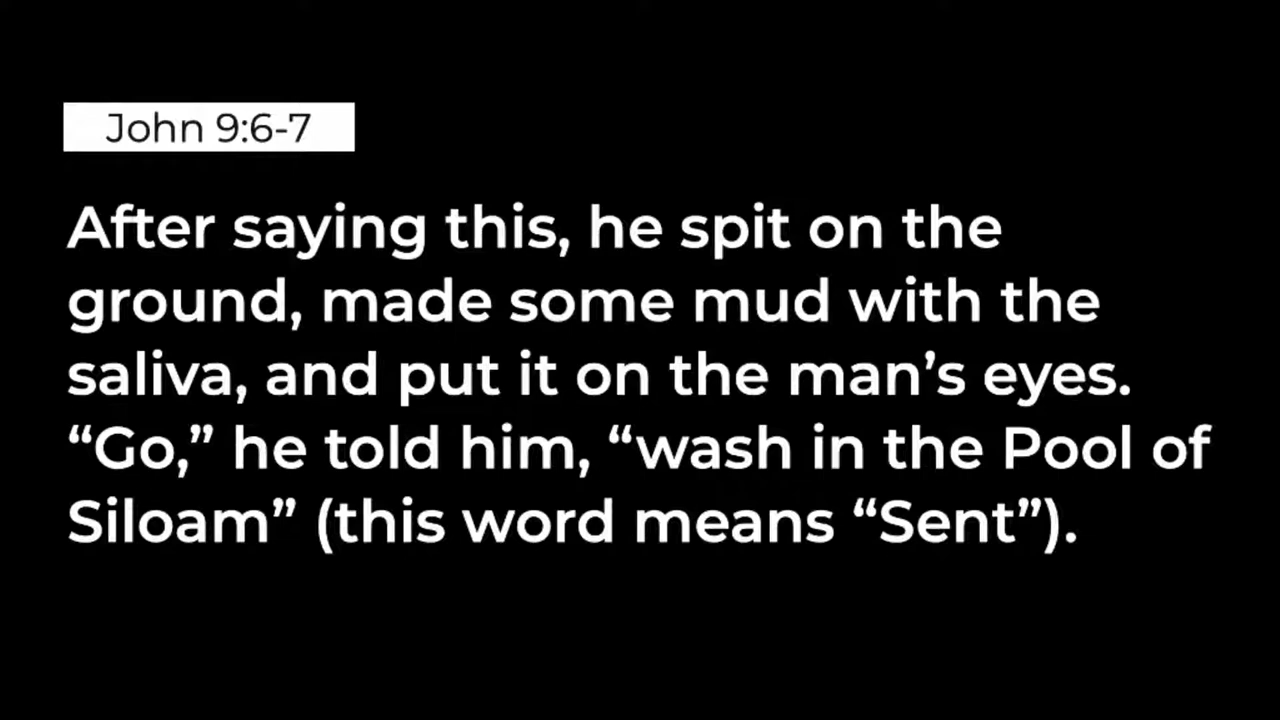 John 9:6-7
After saying this, he spit on the
ground, made some mud with the
saliva, and put it on the man’s eyes.
“Go,” he told him, “wash in the Pool of
Siloam” (this word means “Sent”).